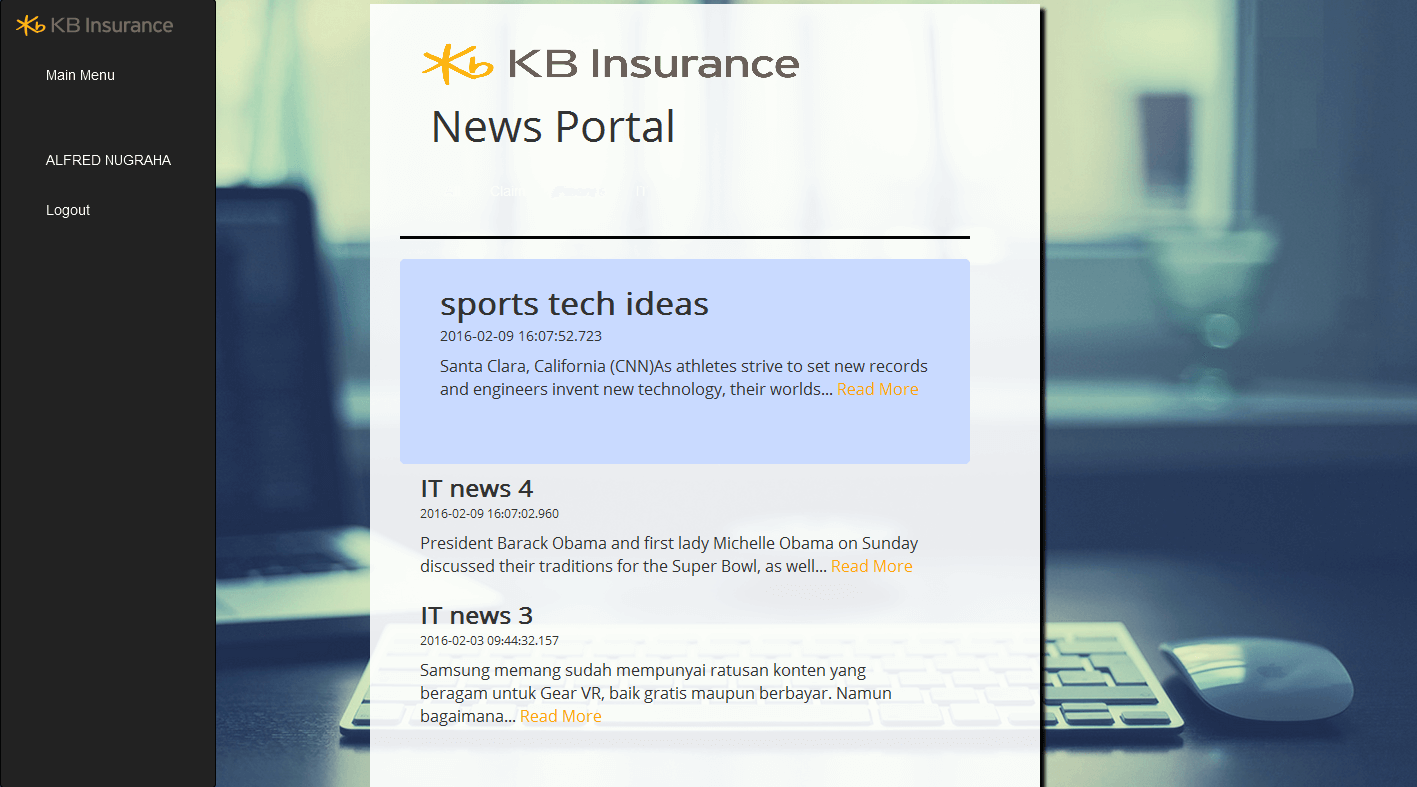 KB Insurance
Main Menu
ALFRED NUGRAHA
Logout
KB Insurance
News Portal
IT
sports tech ideas
2016-02-09 16:07:52.723
Santa Clara, California (CNN)As athletes strive to set new records
and engineers invent new technology, their worlds... Read More
IT news 4
2016-02-09 16:07:02.960
President Barack Obama and first lady Michelle Obama on Sunday
discussed their traditions for the Super Bowl, as well... Read More
IT news 3
2016-02-03 09:44:32.157
Samsung memang sudah mempunyai ratusan konten yang
beragam untuk Gear VR, baik gratis maupun berbayar. Namun
bagaimana... Read More